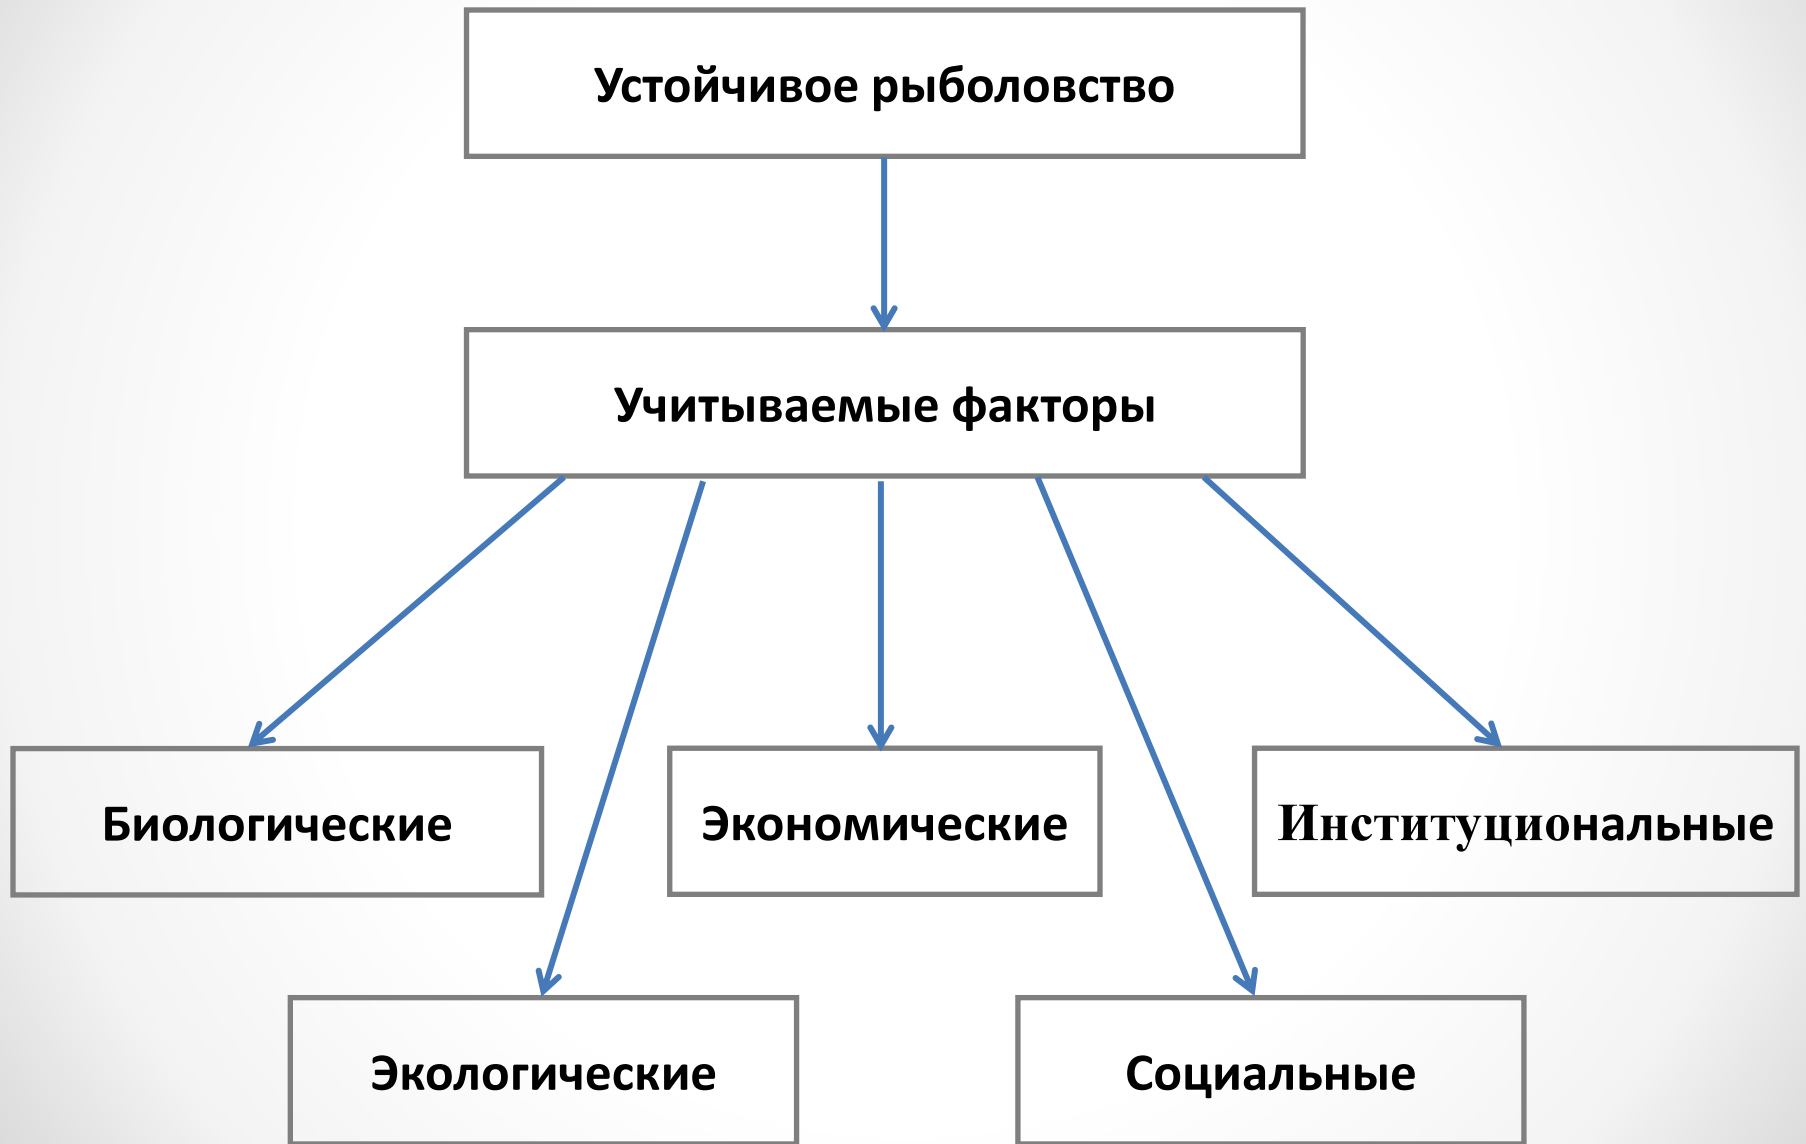 Устойчивое рыболовство
Учитываемые факторы
Биологические
Экономические
Институциональные
Экологические
Социальные